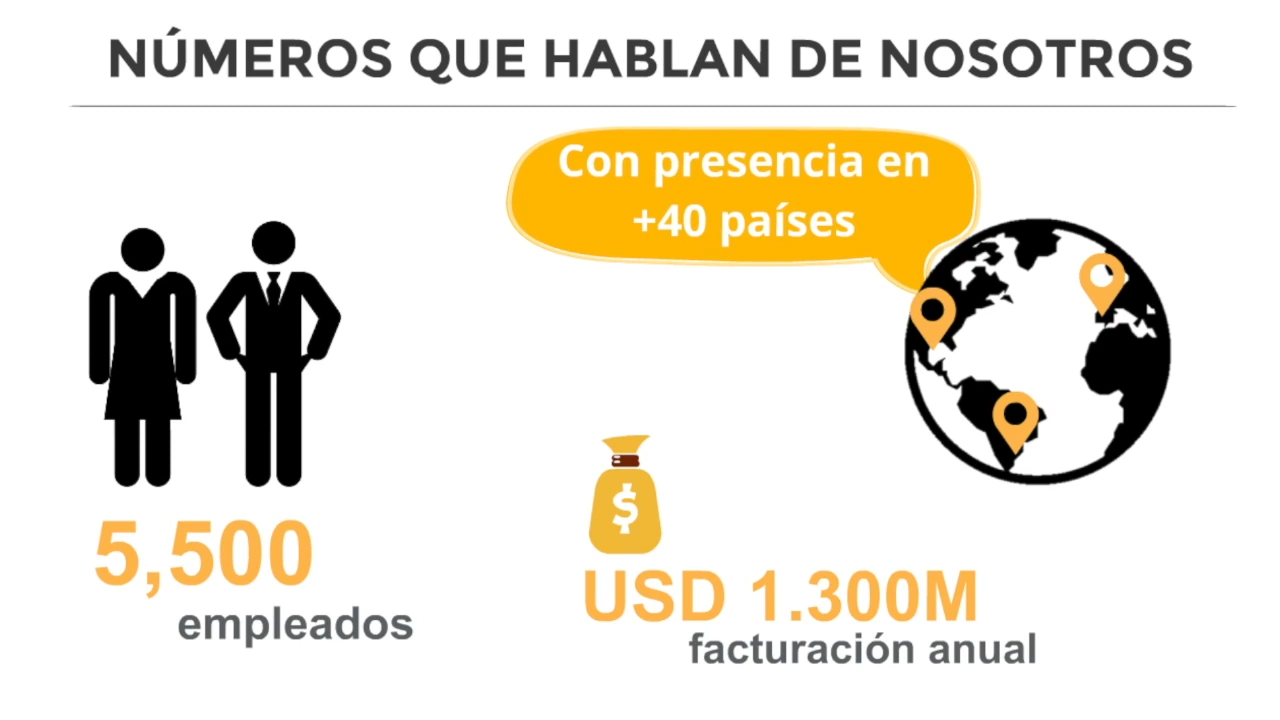 NÚMEROS QUE HABLAN DE NOSOTROS
Con presencia en
+40 países
5,500
empleados
$
USD 1.300M
facturación anual